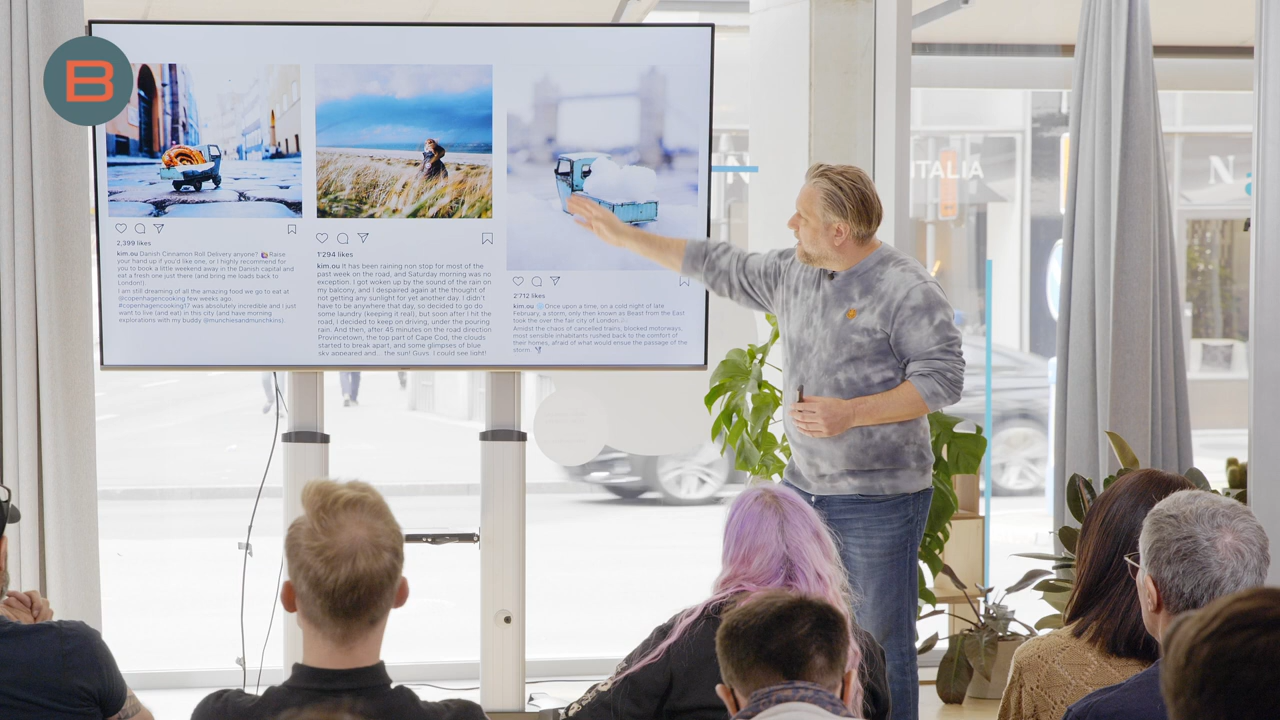 B
2,399 likes
kim.ou Danish Cinnamon Roll Delivery anyone? Raise
your hand if you'd like one, or I highly recommend for
you to book a little weekend away in the Danish capital and
eat a fresh one just there (and bring me loads back to
London!)
I am still dreaming of all the amazing food we go to eat at
@copenhagencooking few weeks ago.
#copenhagencooking17 was absolutely incredible and I just
want to live (and eat) in this city (and have morning
explorations with my buddy @munchiesandmunchkins).
1'294 likes
kim.ou It has been raining non stop for most of the
past week on the road, and Saturday morning was no
exception. I got woken up by the sound of the rain on
my balcony, and I despaired again at the thought of
not getting any sunlight for yet another day. I didn't
have to be anywhere that day, so decided to go do
some laundry (keeping it real), but soon after I hit the
road, I decided to keep on driving, under the pouring
rain. And then, after 45 minutes on the road direction
Provincetown, the top part of Cape Cod, the clouds
started to break apart, and some glimpses of blue
sky appeared and... the sun! Guys, I could see light!
2'712 likes
kim.ou Once upon a time, on a cold night of late
February, a storm, only then known as Beast from the East
took the over the fair city of London.
Amidst the chaos of cancelled trains, blocked motorways,
most sensible inhabitants rushed back to the comfort of
their homes, afraid of what would ensue the passage of the
storm.
N
ITALIA
N